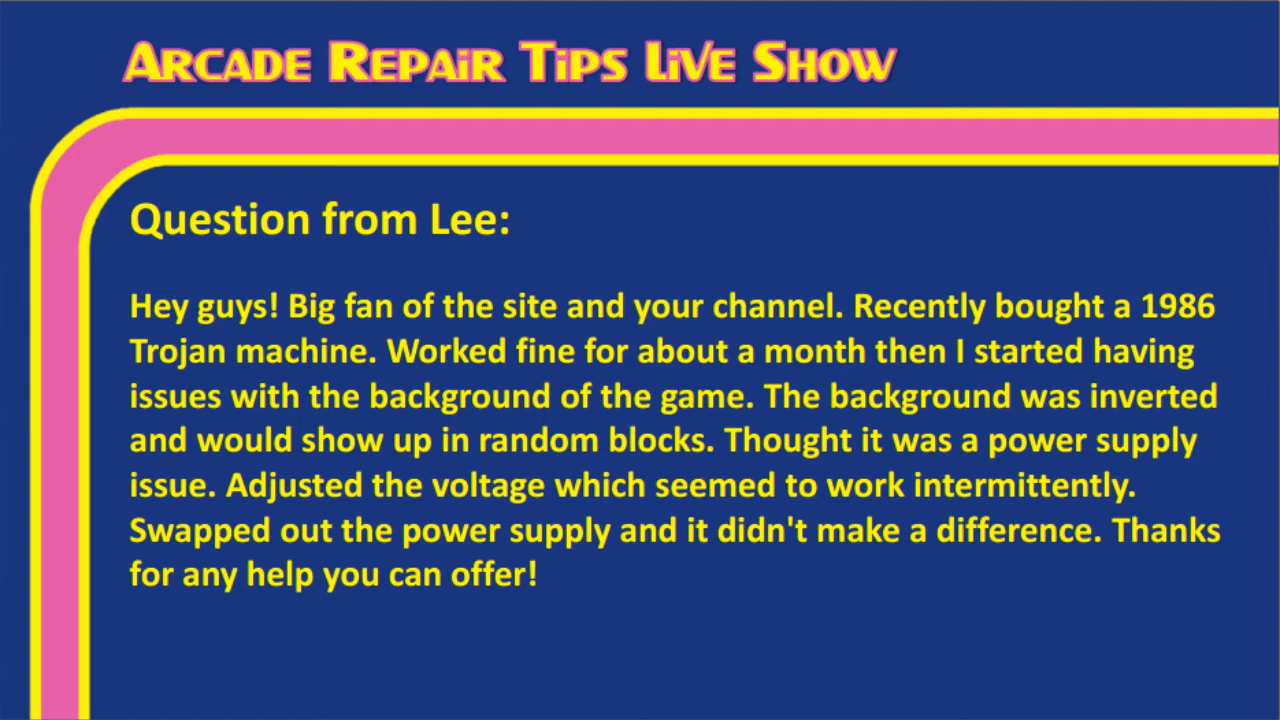 Arcade Repair Tips Live Show
Question from Lee:
Hey guys! Big fan of the site and your channel. Recently bought a 1986
Trojan machine. Worked fine for about a month then I started having
issues with the background of the game. The background was inverted
and would show up in random blocks. Thought it was a power supply
issue. Adjusted the voltage which seemed to work intermittently.
Swapped out the power supply and it didn't make a difference. Thanks
for any help you can offer!